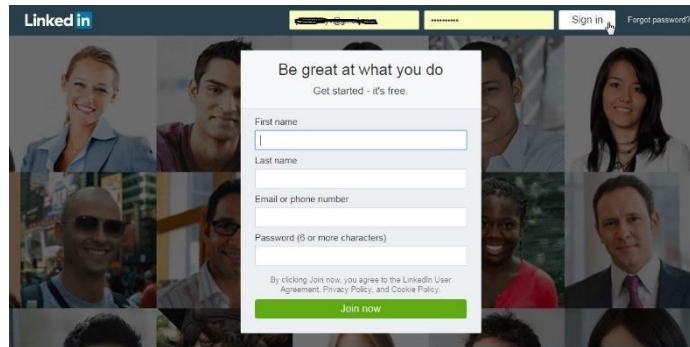 Linked in
Sign in
Forgot password?
Be great at what you do
Get started - it's free.
First name
Last name
Email or phone number
Password (6 or more characters)
By clicking Join now, you agree to the LinkedIn User
Agreement, Privacy Policy, and Cookie Policy.
Join now